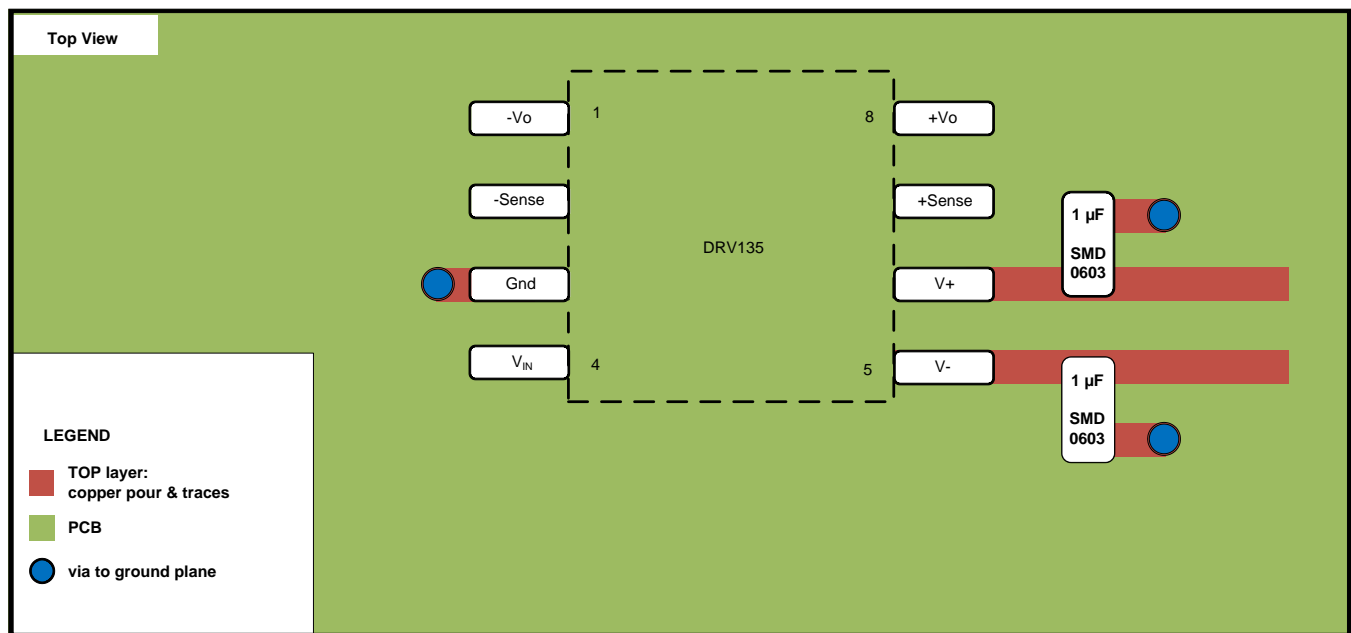 Top View
-Vo
1
8
+Vo
-Sense
+Sense
1 µF
SMD
0603
DRV135
Gnd
V+
VIN
4
5
V-
1 µF
SMD
0603
LEGEND
TOP layer:
copper pour & traces
PCB
via to ground plane